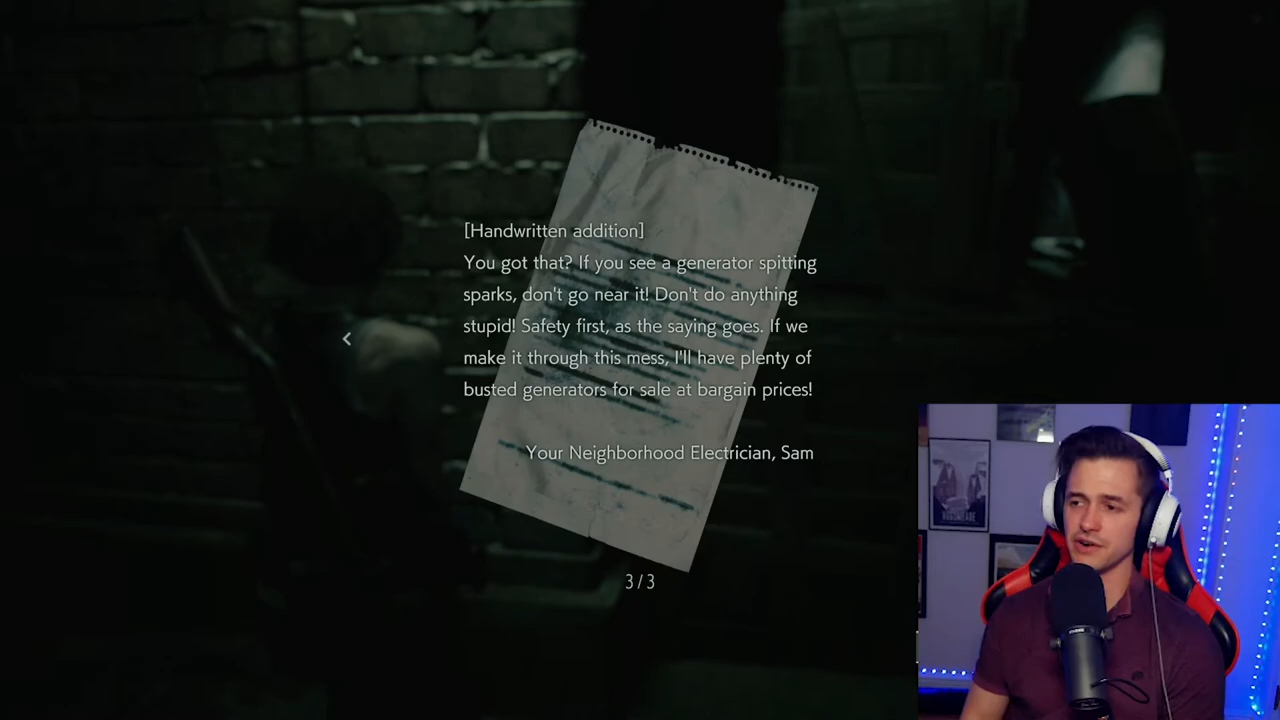 [Handwritten addition]
You got that? If you see a generator spitting
sparks, don't go near it! Don't do anything
stupid! Safety first, as the saying goes. If we
make it through this mess, I'll have plenty of
busted generators for sale at bargain prices!
Your Neighborhood Electrician, Sam
3 / 3